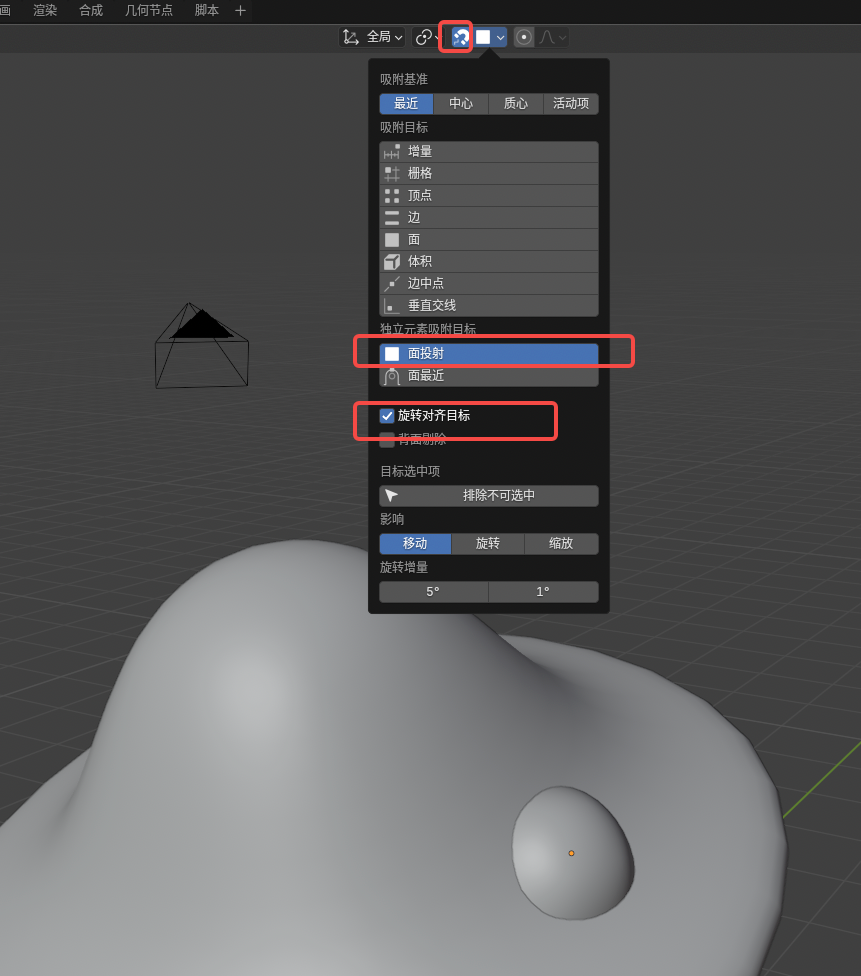 画 渲染 合成 几何节点 脚本
全局
吸附基准
最近 中心 质心 活动项
吸附目标
增量
栅格
顶点
边
面
体积
边中点
垂直交线
独立元素吸附目标
面投射
面最近
旋转对齐目标
背面剔除
目标选中项
排除不可选中
影响
移动 旋转 缩放
旋转增量
5° 1°